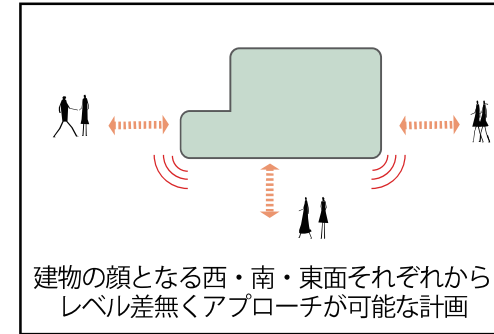 建物の顔となる西・南・東面それぞれから
レベル差無くアプローチが可能な計画